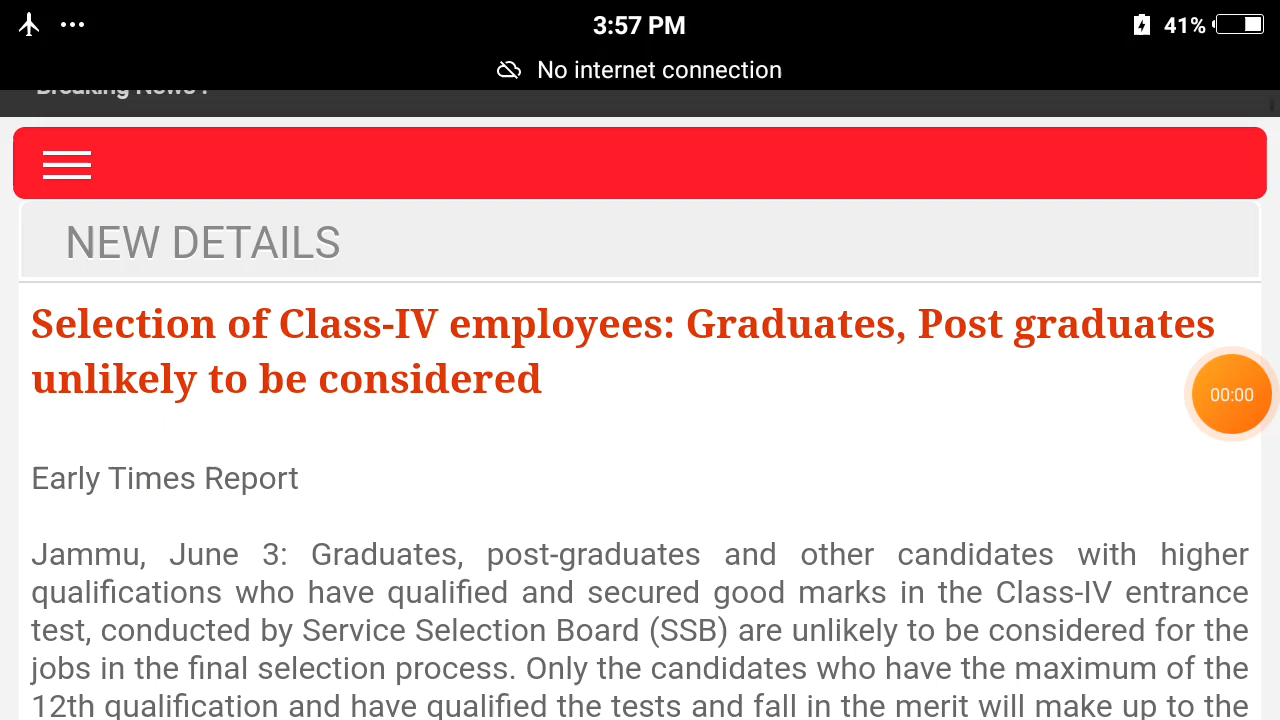 3:57 PM
41%
No internet connection
Breaking News :
NEW DETAILS
Selection of Class-IV employees: Graduates, Post graduates
unlikely to be considered
00:00
Early Times Report
Jammu, June 3: Graduates, post-graduates and other candidates with higher
qualifications who have qualified and secured good marks in the Class-IV entrance
test, conducted by Service Selection Board (SSB) are unlikely to be considered for the
jobs in the final selection process. Only the candidates who have the maximum of the
12th qualification and have qualified the tests and fall in the merit will make up to the